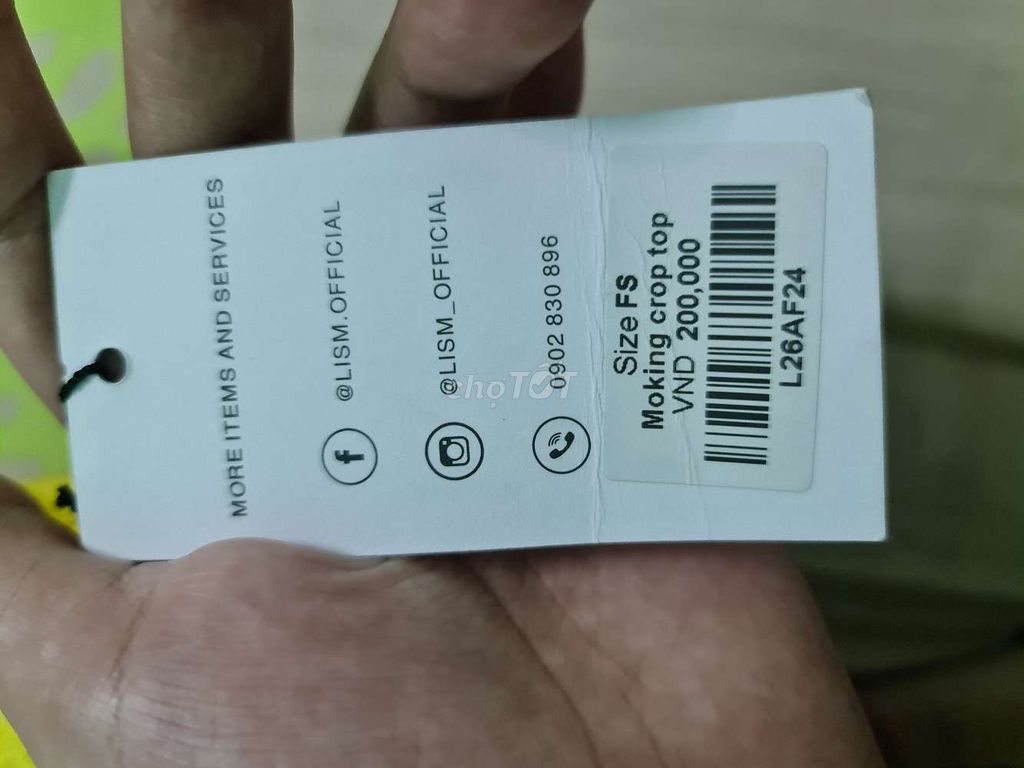 MORE ITEMS AND SERVICES
@LISM.OFFICIAL
@LISM_OFFICIAL
0902 830 896
Size FS
Moking crop top
VND 200,000
L26AF24
chợTỐT